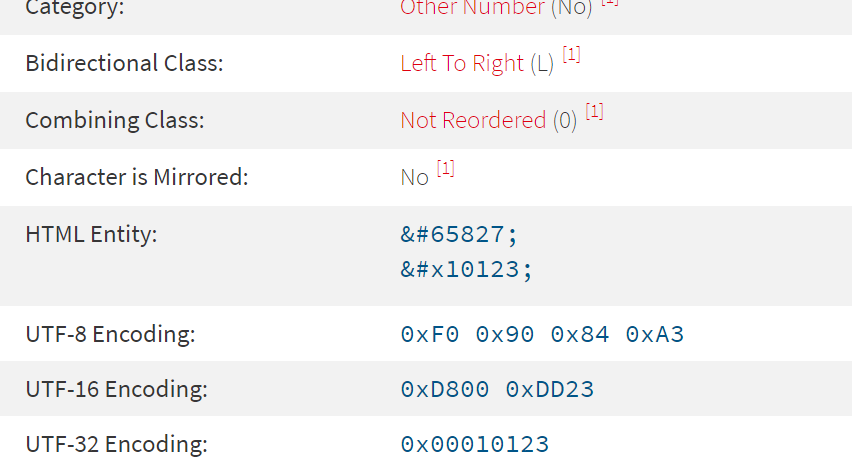 Category: Other Number (No) [1]
Bidirectional Class: Left To Right (L) [1]
Combining Class: Not Reordered (0) [1]
Character is Mirrored: No [1]
HTML Entity: &#65827;
&#x10123;
UTF-8 Encoding: 0xF0 0x90 0x84 0xA3
UTF-16 Encoding: 0xD800 0xDD23
UTF-32 Encoding: 0x00010123